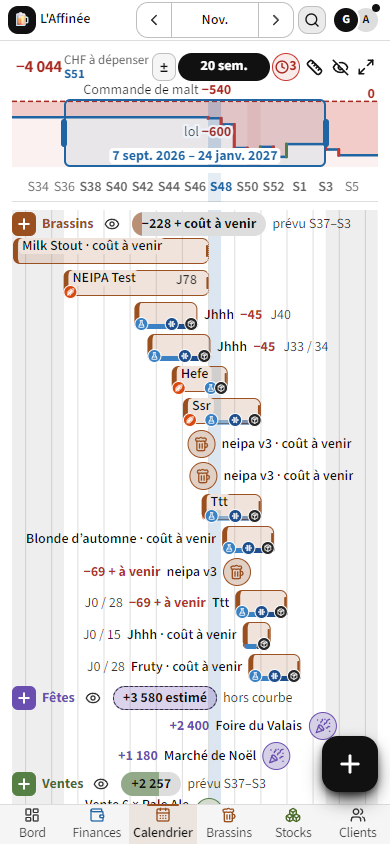 L'Affinée
Nov.
G A
−4 044 CHF à dépenser
S51
±
20 sem.
3
Commande de malt −540
0
lol −600
7 sept. 2026 – 24 janv. 2027
S34 S36 S38 S40 S42 S44 S46 S48 S50 S52 S1 S3 S5
Brassins −228 + coût à venir prévu S37–S3
Milk Stout · coût à venir
NEIPA Test J78
Jhhh −45 J40
Jhhh −45 J33 / 34
Hefe
Ssr
neipa v3 · coût à venir
neipa v3 · coût à venir
Ttt
Blonde d'automne · coût à venir
−69 + à venir neipa v3
J0 / 28 −69 + à venir Ttt
J0 / 15 Jhhh · coût à venir
J0 / 28 Fruty · coût à venir
Fêtes +3 580 estimé hors courbe
+2 400 Foire du Valais
+1 180 Marché de Noël
Ventes +2 257 prévu S37–S3
Vente 6 x Pale Ale
Bord Finances Calendrier Brassins Stocks Clients